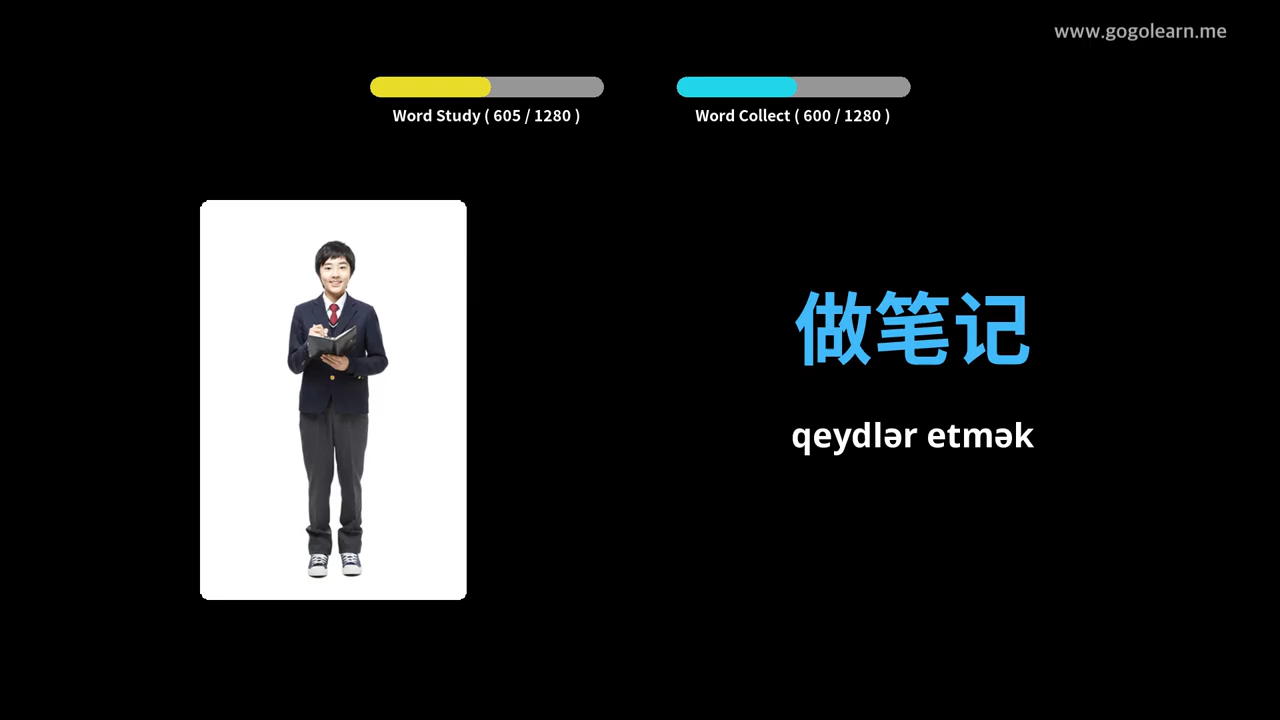 www.gogolearn.me
Word Study ( 605 / 1280 )
Word Collect ( 600 / 1280 )
做笔记
qeydlər etmək